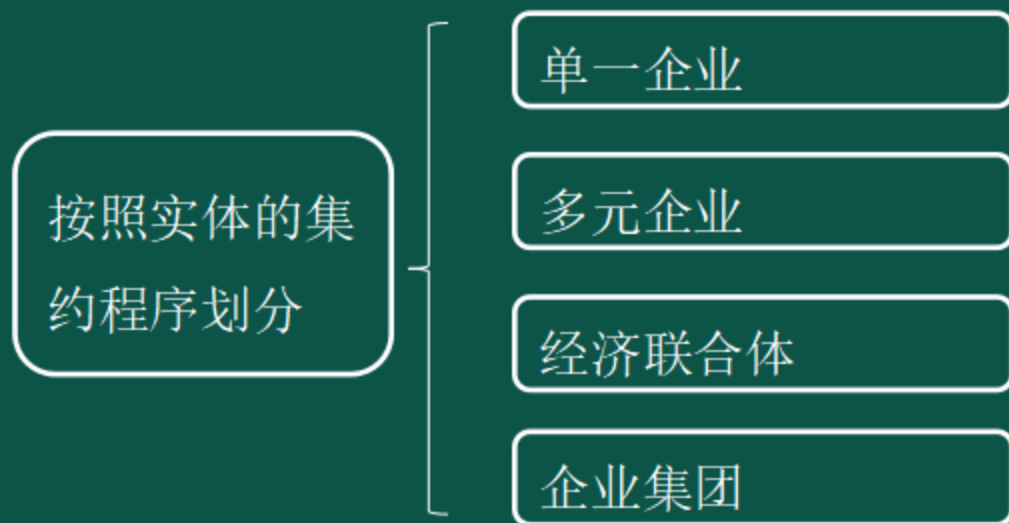 按照实体的集
约程序划分
单一企业
多元企业
经济联合体
企业集团